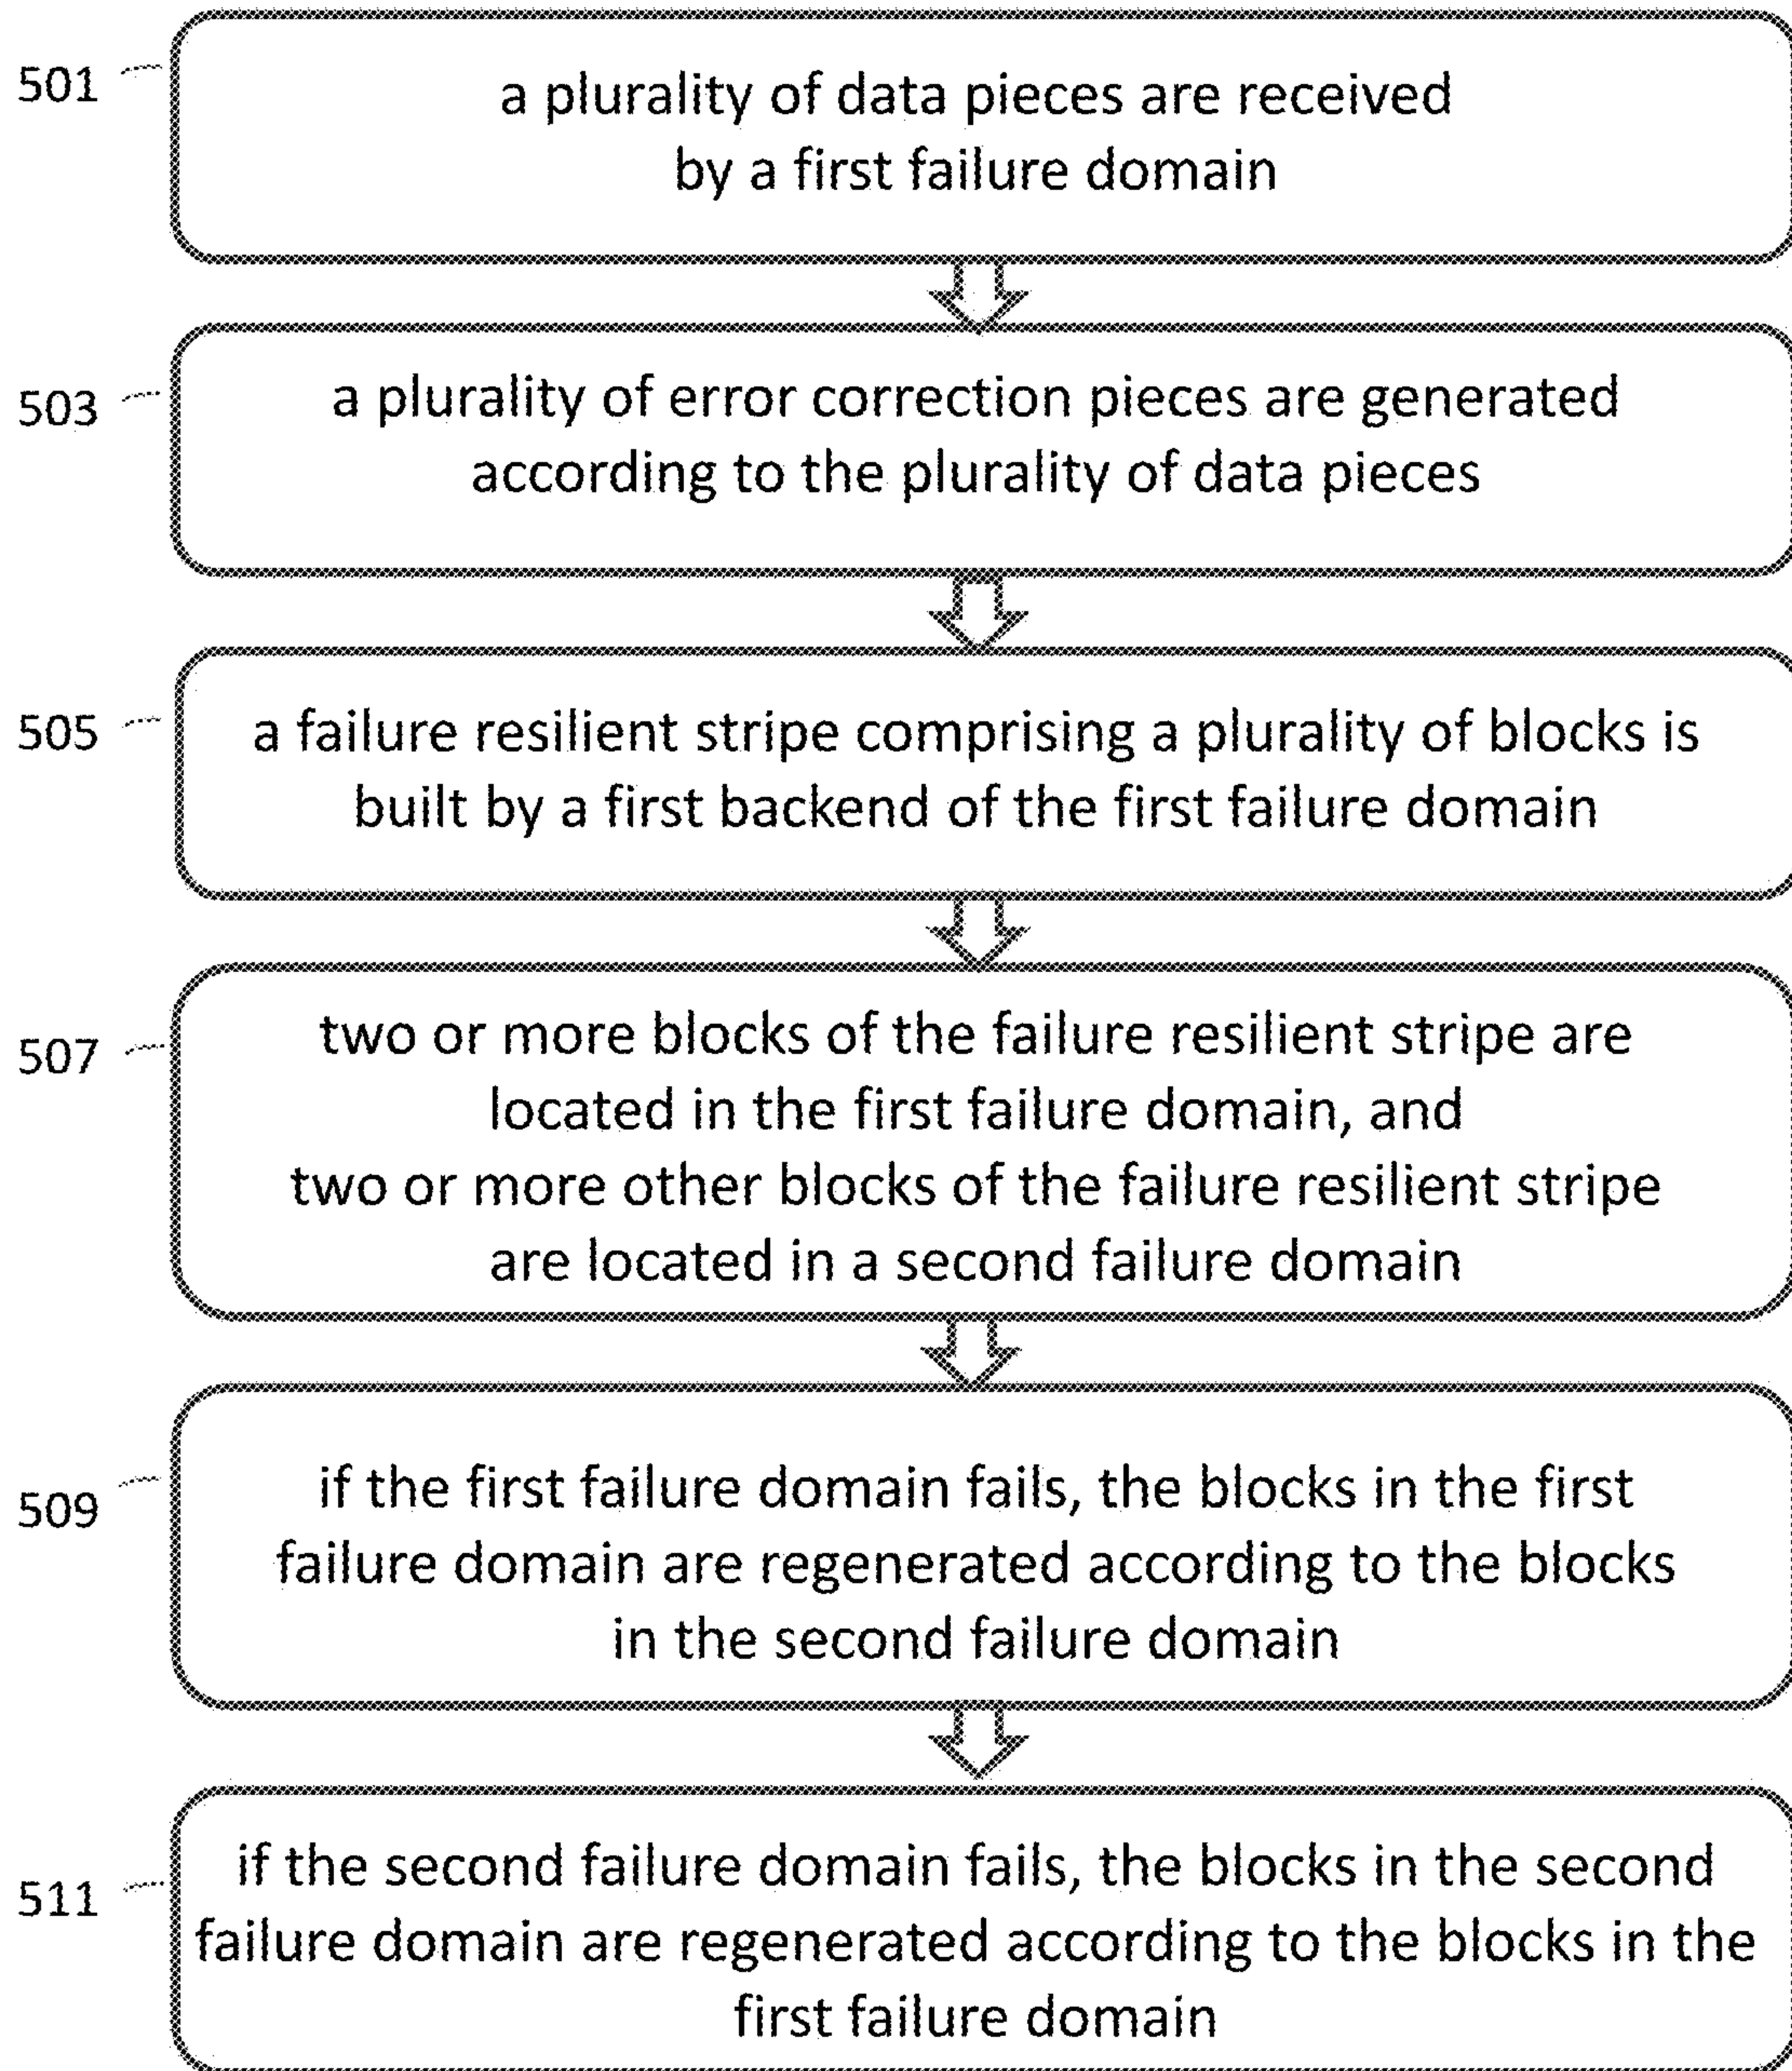 501
a plurality of data pieces are received
by a first failure domain
503
a plurality of error correction pieces are generated
according to the plurality of data pieces
505
a failure resilient stripe comprising a plurality of blocks is
built by a first backend of the first failure domain
507
two or more blocks of the failure resilient stripe are
located in the first failure domain, and
two or more other blocks of the failure resilient stripe
are located in a second failure domain
509
if the first failure domain fails, the blocks in the first
failure domain are regenerated according to the blocks
in the second failure domain
511
if the second failure domain fails, the blocks in the second
failure domain are regenerated according to the blocks in the
first failure domain